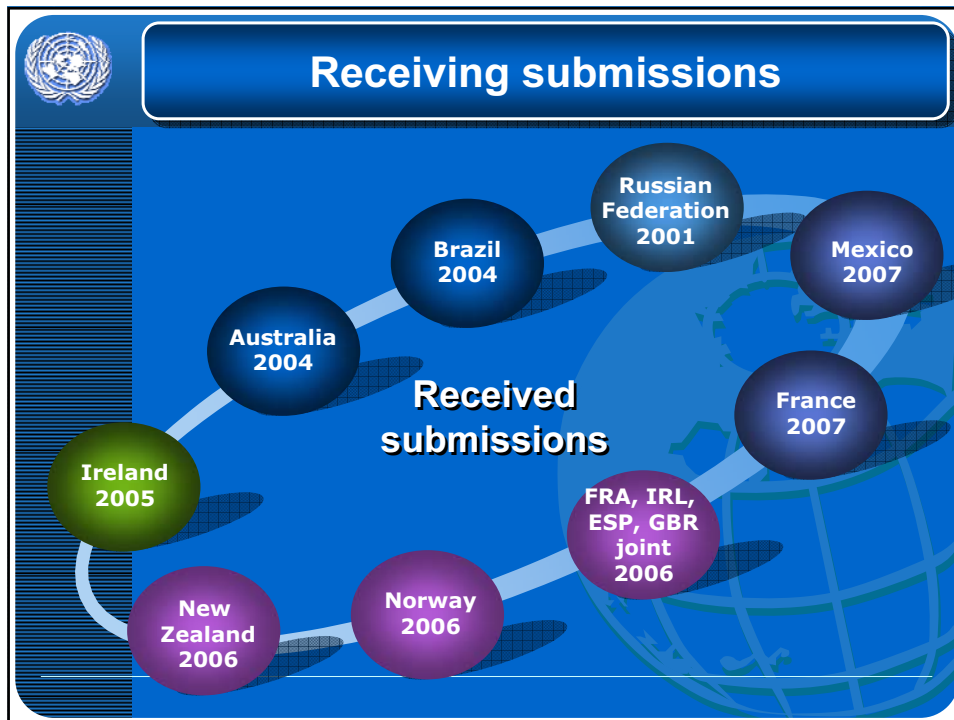 Receiving submissions
Russian
Federation
2001
Brazil
2004
Mexico
2007
Australia
2004
Received
submissions
France
2007
Ireland
2005
FRA, IRL,
ESP, GBR
joint
2006
Norway
2006
New
Zealand
2006